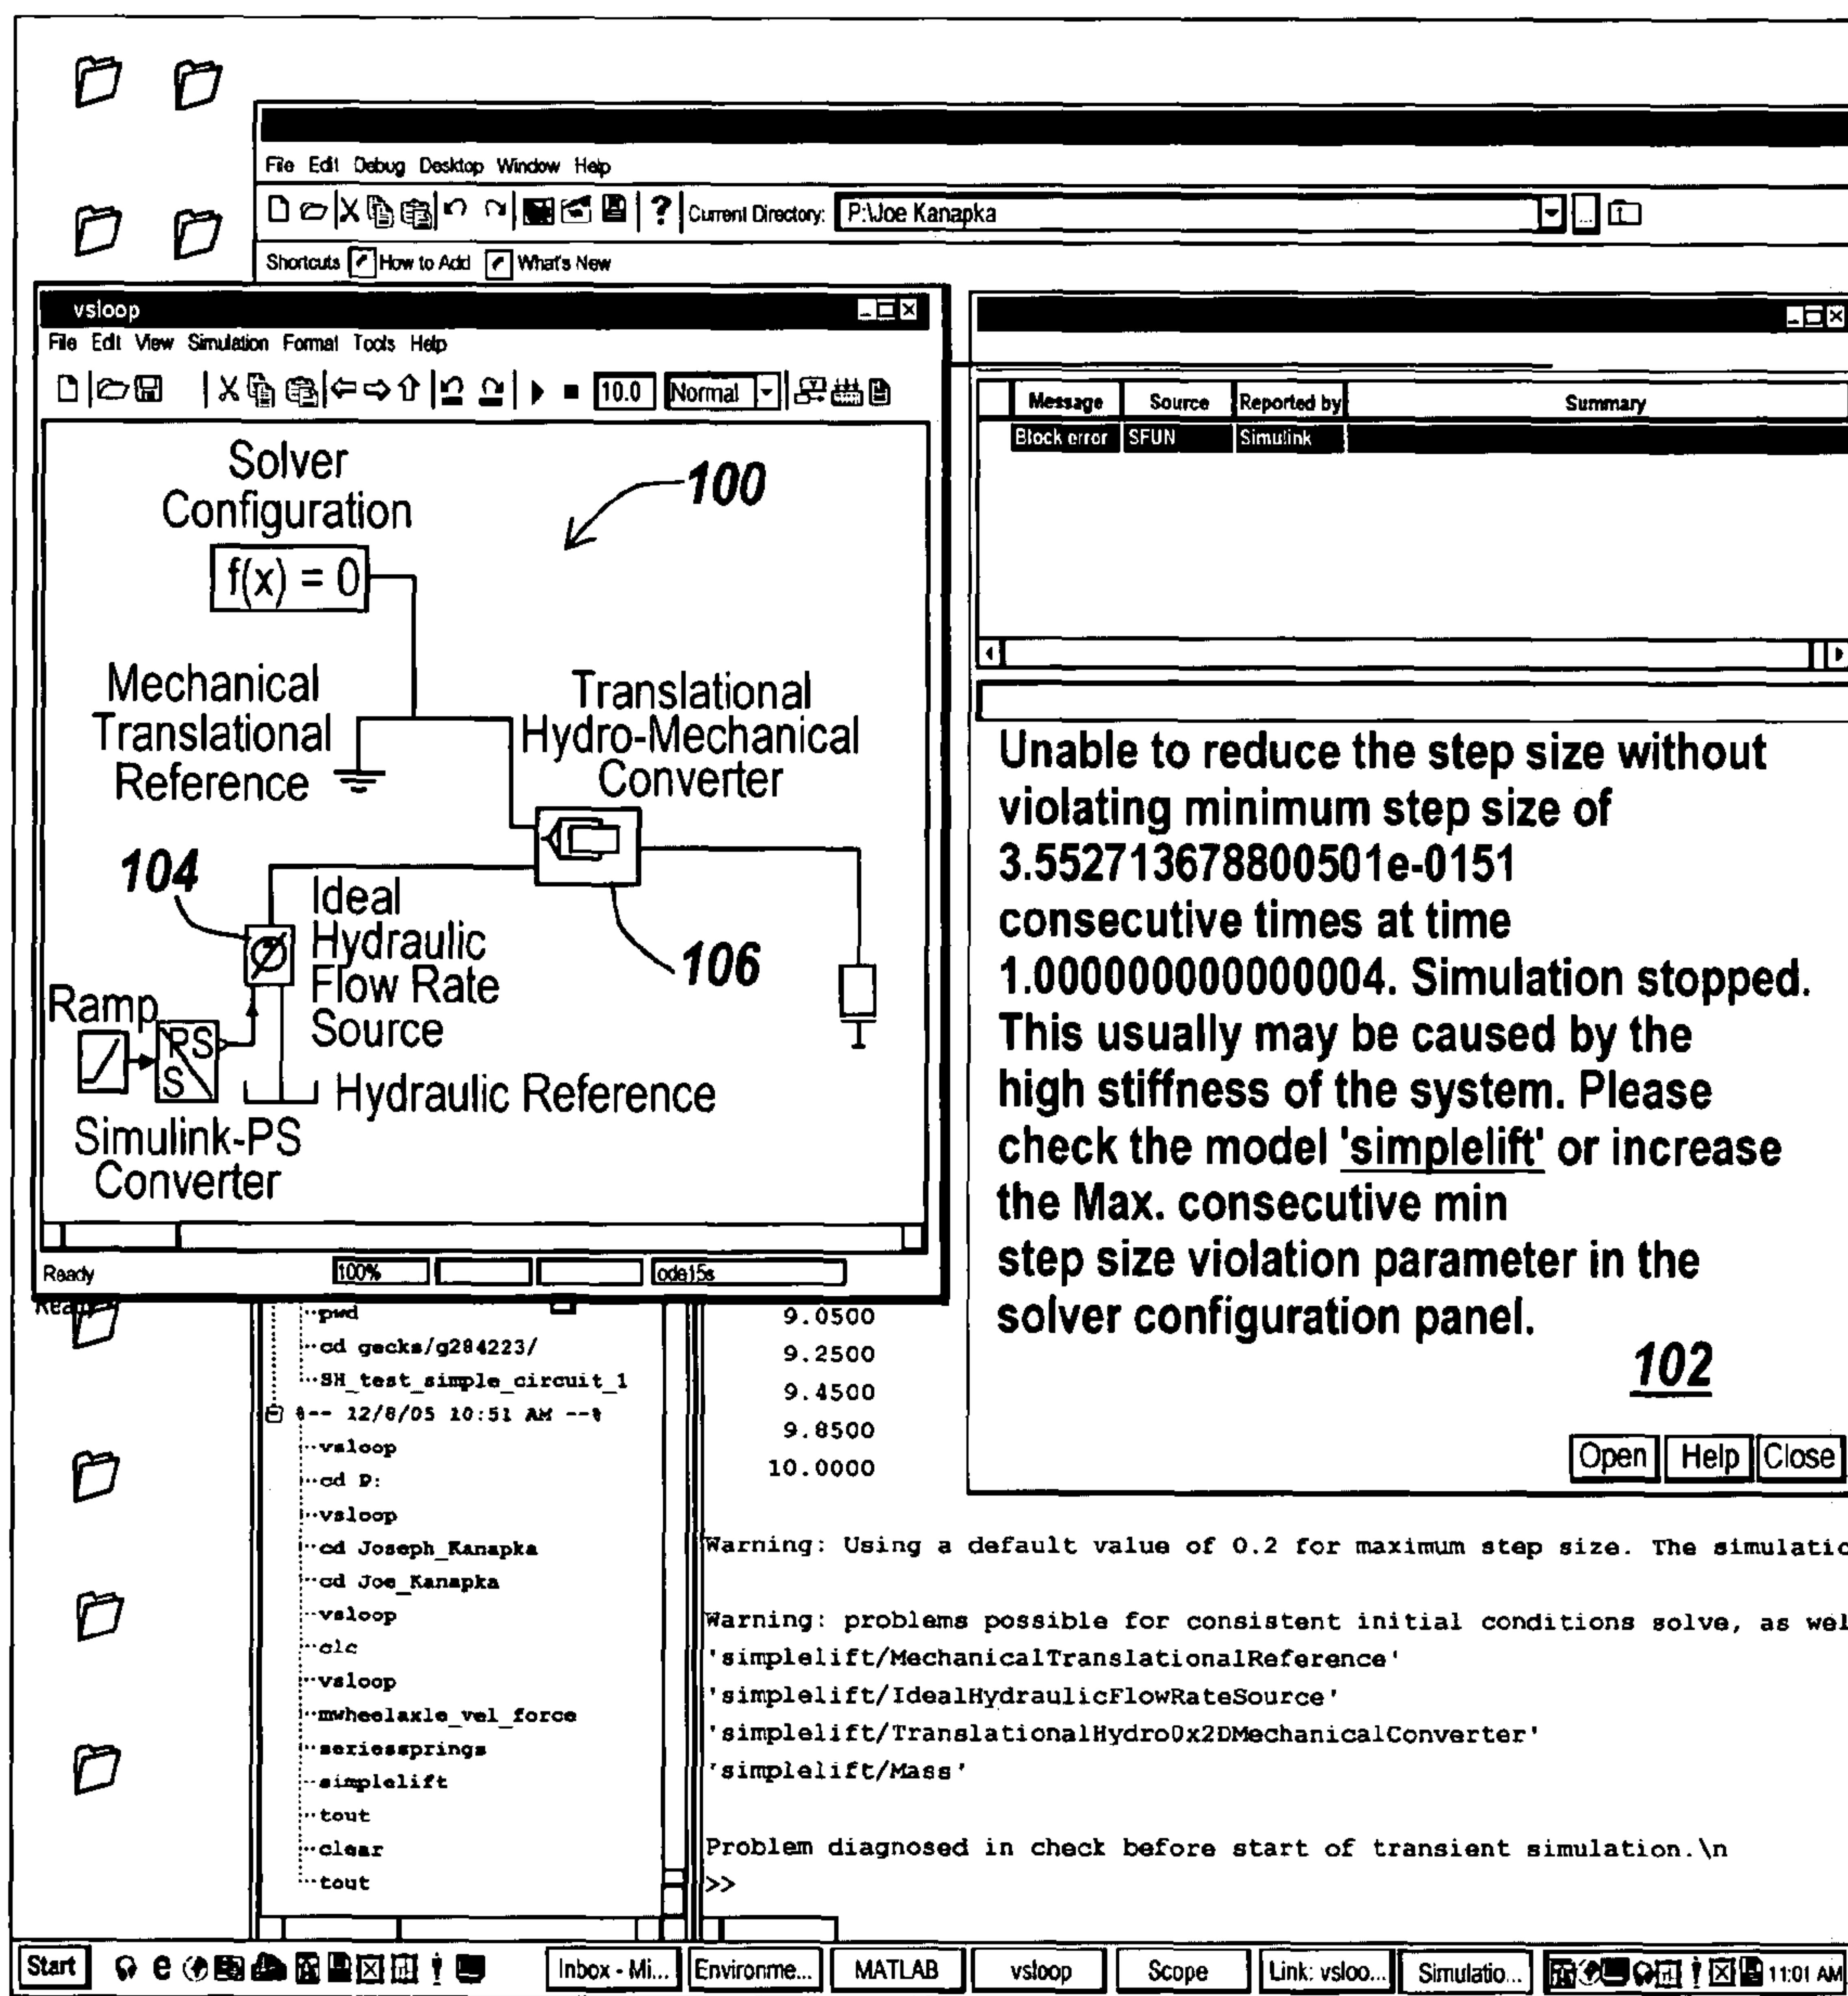 File Edit Debug Desktop Window Help
? Current Directory: P:\Joe Kanapka ...
Shortcuts How to Add What's New
vsloop
File Edit View Simulation Format Tools Help
10.0 Normal
Solver
Configuration
f(x) = 0
100
Mechanical
Translational
Reference
Translational
Hydro-Mechanical
Converter
104
Ideal
Hydraulic
Flow Rate
Source
106
Ramp
PS
S
Hydraulic Reference
Simulink-PS
Converter
Ready 100% ode15s
Message Source Reported by Summary
Block error SFUN Simulink
Unable to reduce the step size without
violating minimum step size of
3.552713678800501e-0151
consecutive times at time
1.000000000000004. Simulation stopped.
This usually may be caused by the
high stiffness of the system. Please
check the model 'simplelift' or increase
the Max. consecutive min
step size violation parameter in the
solver configuration panel.
102
Open Help Close
pwd
cd gecks/g284223/
SH_test_simple_circuit_1
%-- 12/8/05 10:51 AM --%
vsloop
cd P:
vsloop
cd Joseph_Kanapka
cd Joe_Kanapka
vsloop
clc
vsloop
mwheelaxle_vel_force
seriessprings
simplelift
tout
clear
tout
9.0500
9.2500
9.4500
9.8500
10.0000
Warning: Using a default value of 0.2 for maximum step size. The simulatio
Warning: problems possible for consistent initial conditions solve, as wel
'simplelift/MechanicalTranslationalReference'
'simplelift/IdealHydraulicFlowRateSource'
'simplelift/TranslationalHydro0x2DMechanicalConverter'
'simplelift/Mass'
Problem diagnosed in check before start of transient simulation.\n
>>
Start Inbox - Mi... Environme... MATLAB vsloop Scope Link: vsloo... Simulatio... 11:01 AM